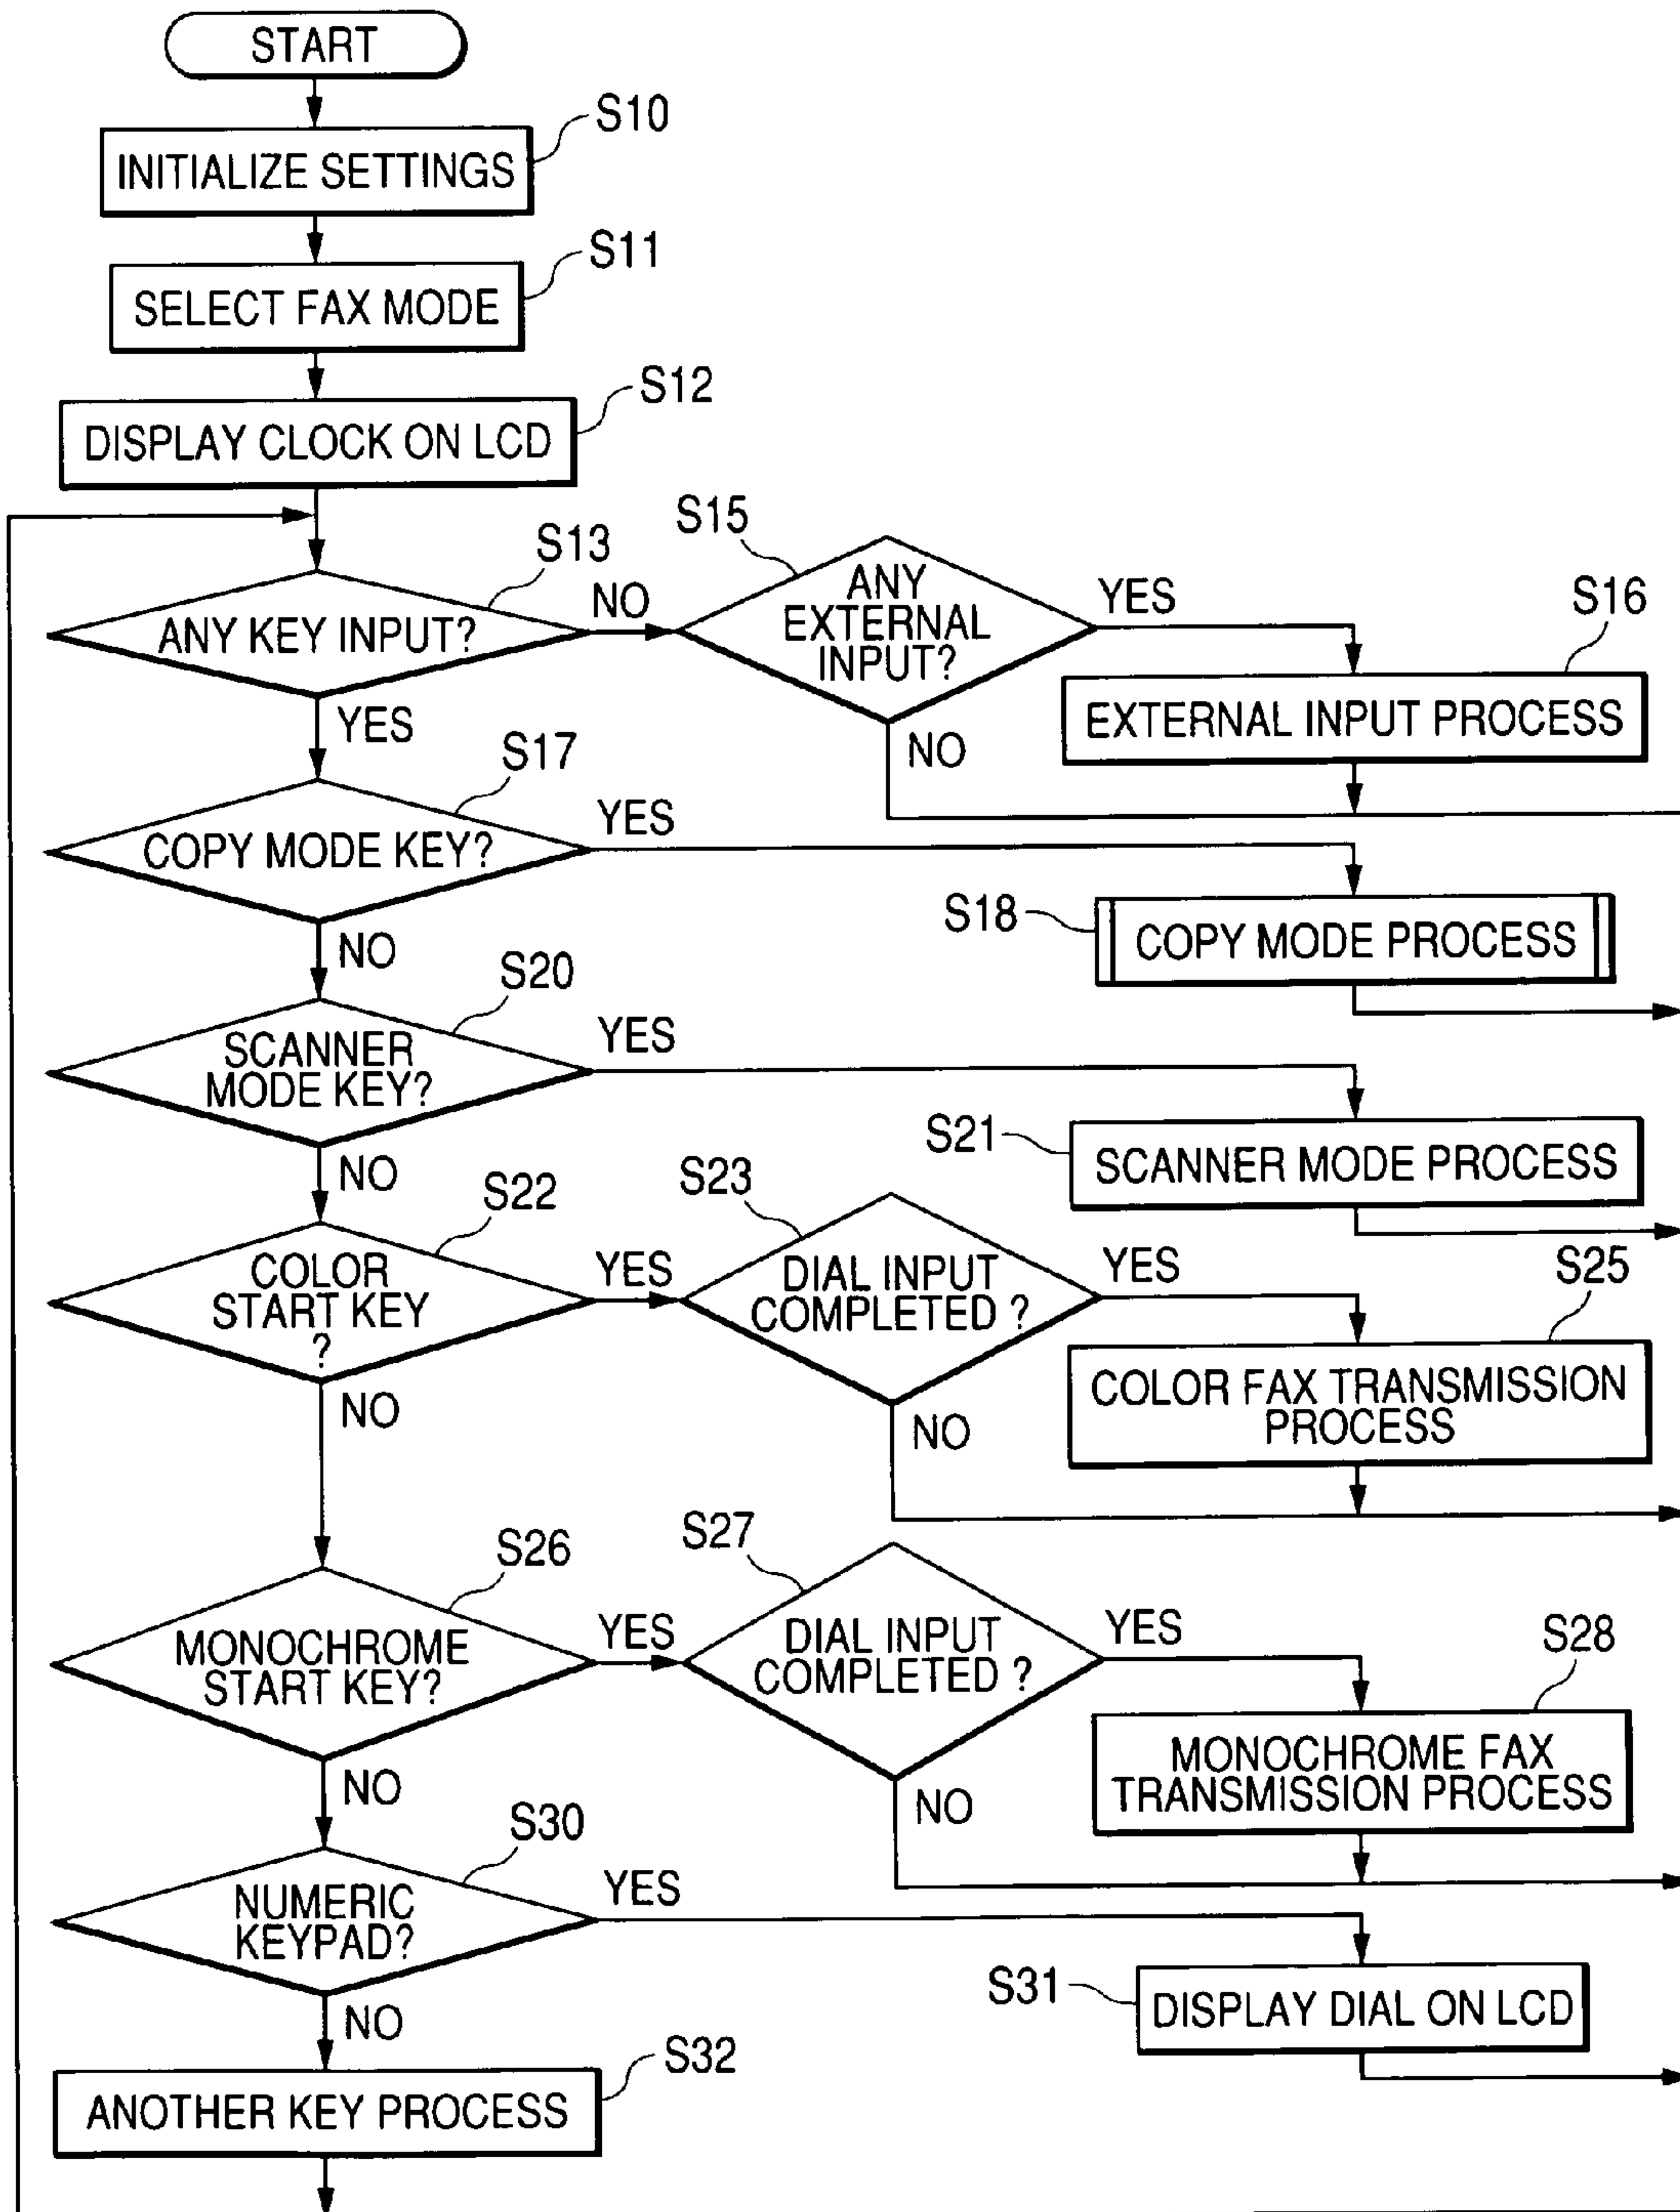 START
S10
INITIALIZE SETTINGS
S11
SELECT FAX MODE
S12
DISPLAY CLOCK ON LCD
S13
ANY KEY INPUT?
NO
YES
S15
ANY
EXTERNAL
INPUT?
YES
NO
S16
EXTERNAL INPUT PROCESS
S17
COPY MODE KEY?
YES
NO
S18
COPY MODE PROCESS
S20
SCANNER
MODE KEY?
YES
NO
S21
SCANNER MODE PROCESS
S22
COLOR
START KEY
?
YES
NO
S23
DIAL INPUT
COMPLETED ?
YES
NO
S25
COLOR FAX TRANSMISSION
PROCESS
S26
MONOCHROME
START KEY?
YES
NO
S27
DIAL INPUT
COMPLETED ?
YES
NO
S28
MONOCHROME FAX
TRANSMISSION PROCESS
S30
NUMERIC
KEYPAD?
YES
NO
S31
DISPLAY DIAL ON LCD
S32
ANOTHER KEY PROCESS